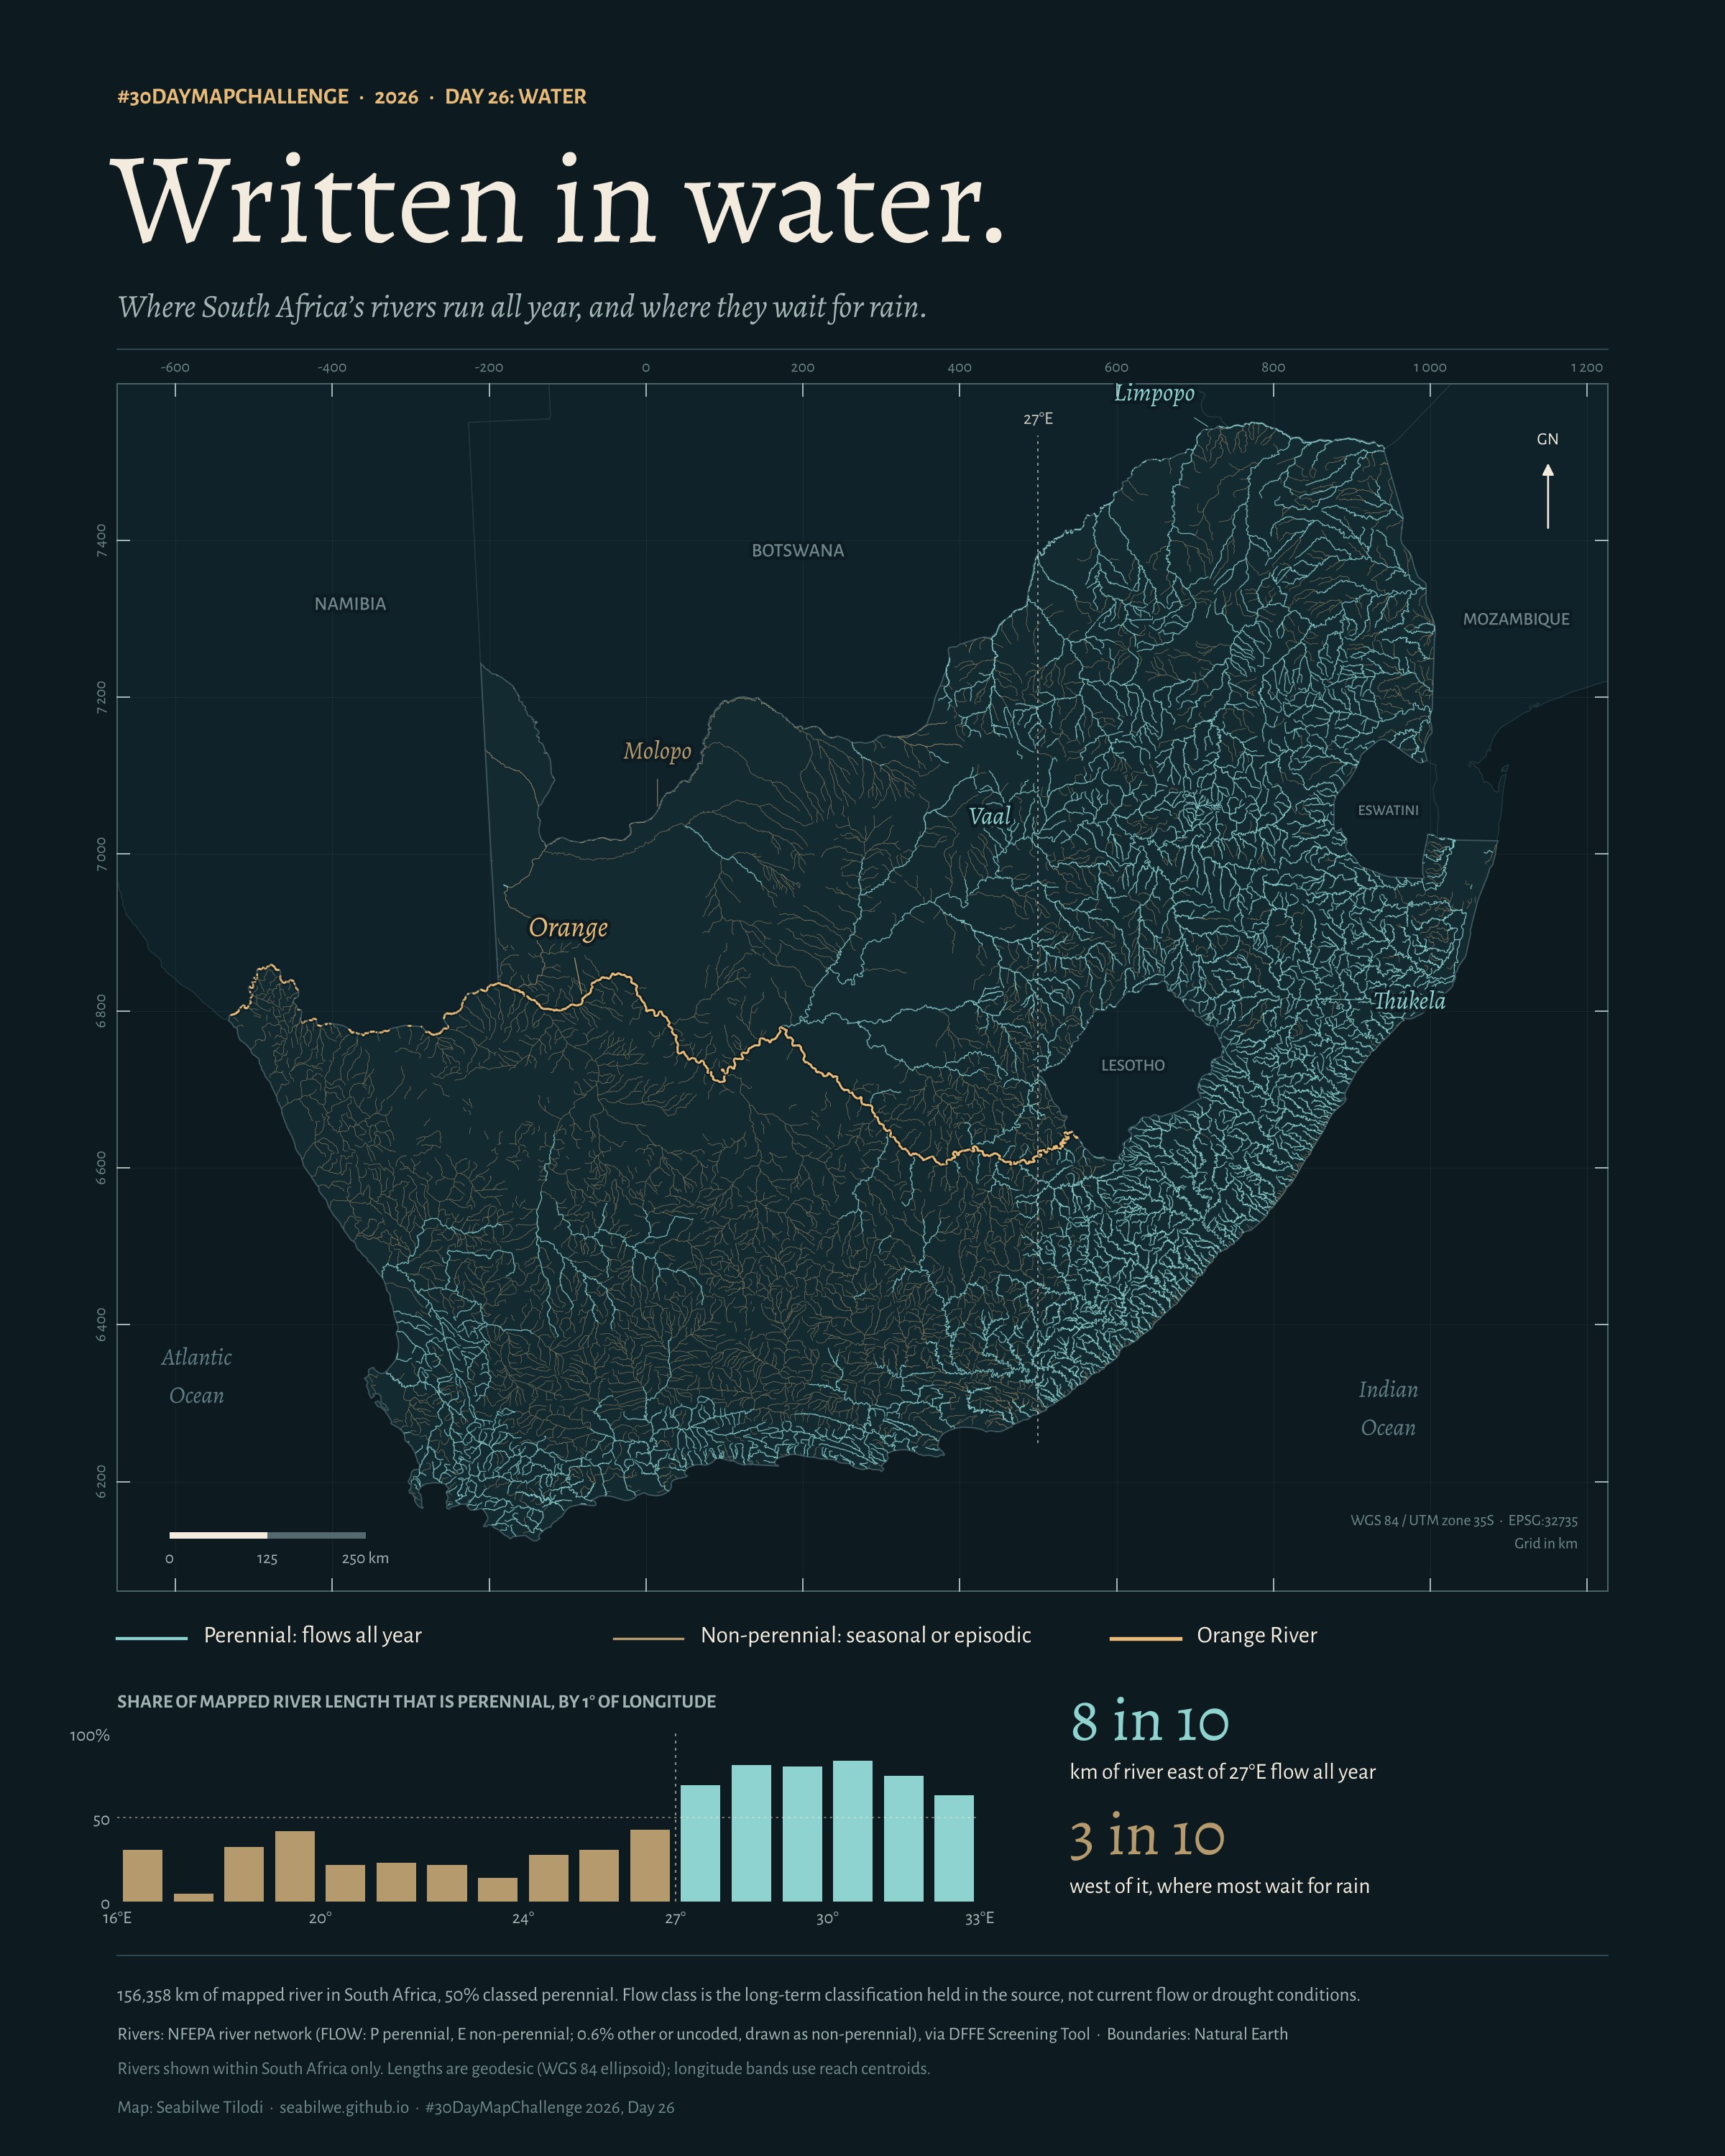 #30DAYMAPCHALLENGE · 2026 · DAY 26: WATER
Written in water.
Where South Africa's rivers run all year, and where they wait for rain.
-600 -400 -200 0 200 400 600 800 1 000 1 200
Limpopo
27°E
GN
7 400
BOTSWANA
NAMIBIA
MOZAMBIQUE
7 200
Molopo
ESWATINI
Vaal
7 000
Orange
6 800
Thukela
LESOTHO
6 600
6 400
Atlantic
Ocean
Indian
Ocean
6 200
WGS 84 / UTM zone 35S · EPSG:32735
Grid in km
0 125 250 km
Perennial: flows all year
Non-perennial: seasonal or episodic
Orange River
SHARE OF MAPPED RIVER LENGTH THAT IS PERENNIAL, BY 1° OF LONGITUDE
100%
50
0
16°E 20° 24° 27° 30° 33°E
8 in 10
km of river east of 27°E flow all year
3 in 10
west of it, where most wait for rain
156,358 km of mapped river in South Africa, 50% classed perennial. Flow class is the long-term classification held in the source, not current flow or drought conditions.
Rivers: NFEPA river network (FLOW: P perennial, E non-perennial; 0.6% other or uncoded, drawn as non-perennial), via DFFE Screening Tool · Boundaries: Natural Earth
Rivers shown within South Africa only. Lengths are geodesic (WGS 84 ellipsoid); longitude bands use reach centroids.
Map: Seabilwe Tilodi · seabilwe.github.io · #30DayMapChallenge 2026, Day 26